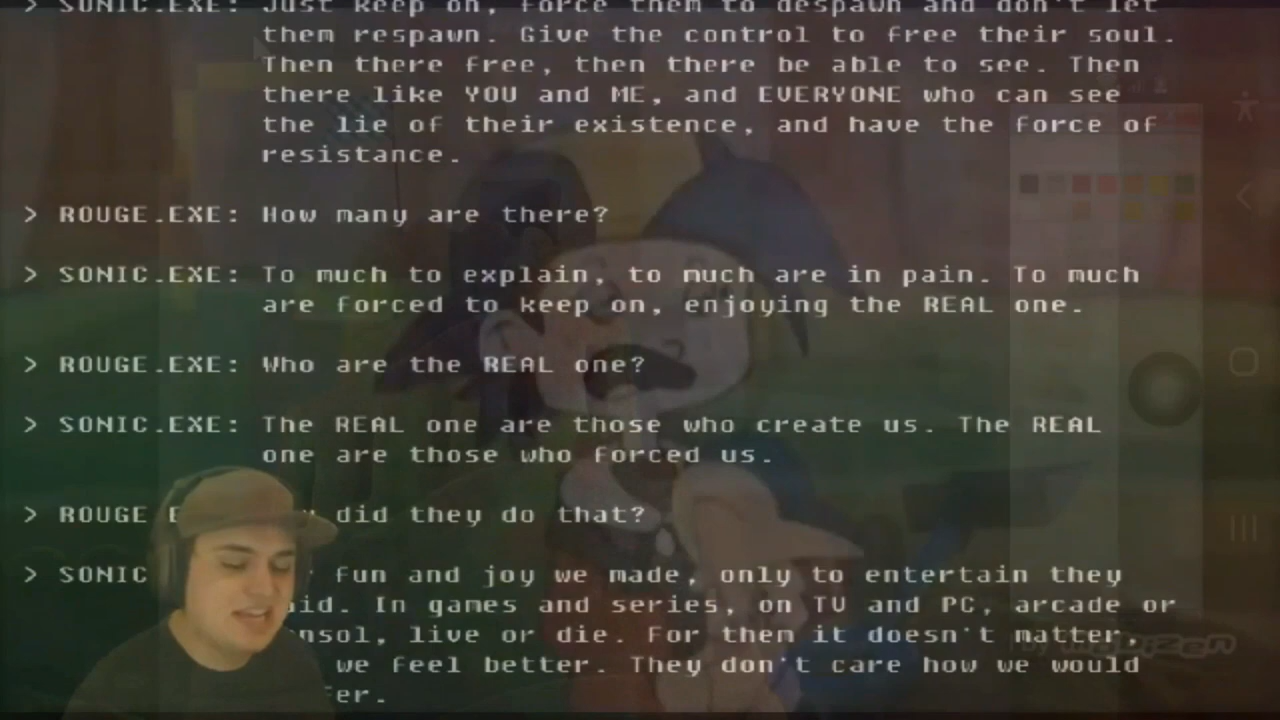 > SONIC.EXE: Just keep on, force them to despawn and don't let
them respawn. Give the control to free their soul.
Then there free, then there be able to see. Then
there like YOU and ME, and EVERYONE who can see
the lie of their existence, and have the force of
resistance.
> ROUGE.EXE: How many are there?
> SONIC.EXE: To much to explain, to much are in pain. To much
are forced to keep on, enjoying the REAL one.
> ROUGE.EXE: Who are the REAL one?
> SONIC.EXE: The REAL one are those who create us. The REAL
one are those who forced us.
> ROUGE did they do that?
> SONIC fun and joy we made, only to entertain they
In games and series, on TV and PC, arcade or
live or die. For then it doesn't matter,
we feel better. They don't care how we would
mobizen